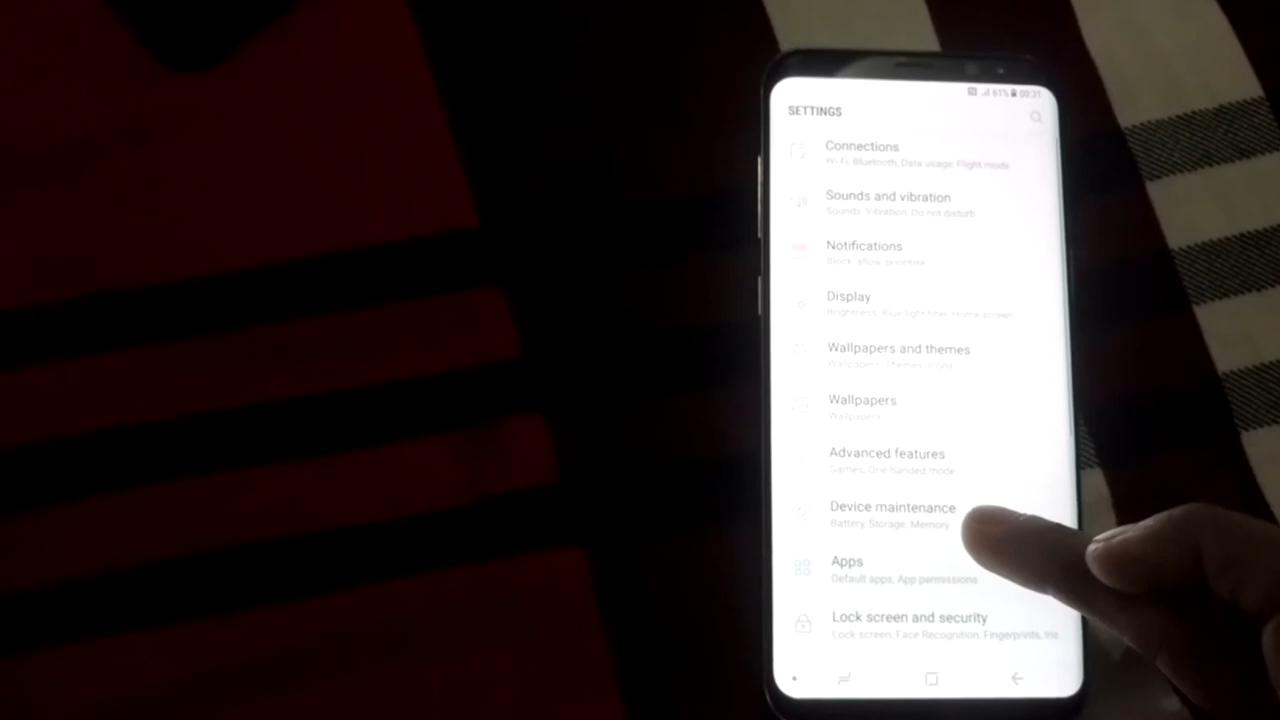 61% 00:31
SETTINGS
Connections
Wi-Fi, Bluetooth, Data usage, Flight mode
Sounds and vibration
Sounds, Vibration, Do not disturb
Notifications
Block, allow, prioritise
Display
Brightness, Blue light filter, Home screen
Wallpapers and themes
Wallpapers, Themes, Icons
Wallpapers
Wallpapers
Advanced features
Games, One-handed mode
Device maintenance
Battery, Storage, Memory
Apps
Default apps, App permissions
Lock screen and security
Lock screen, Face Recognition, Fingerprints, Iris